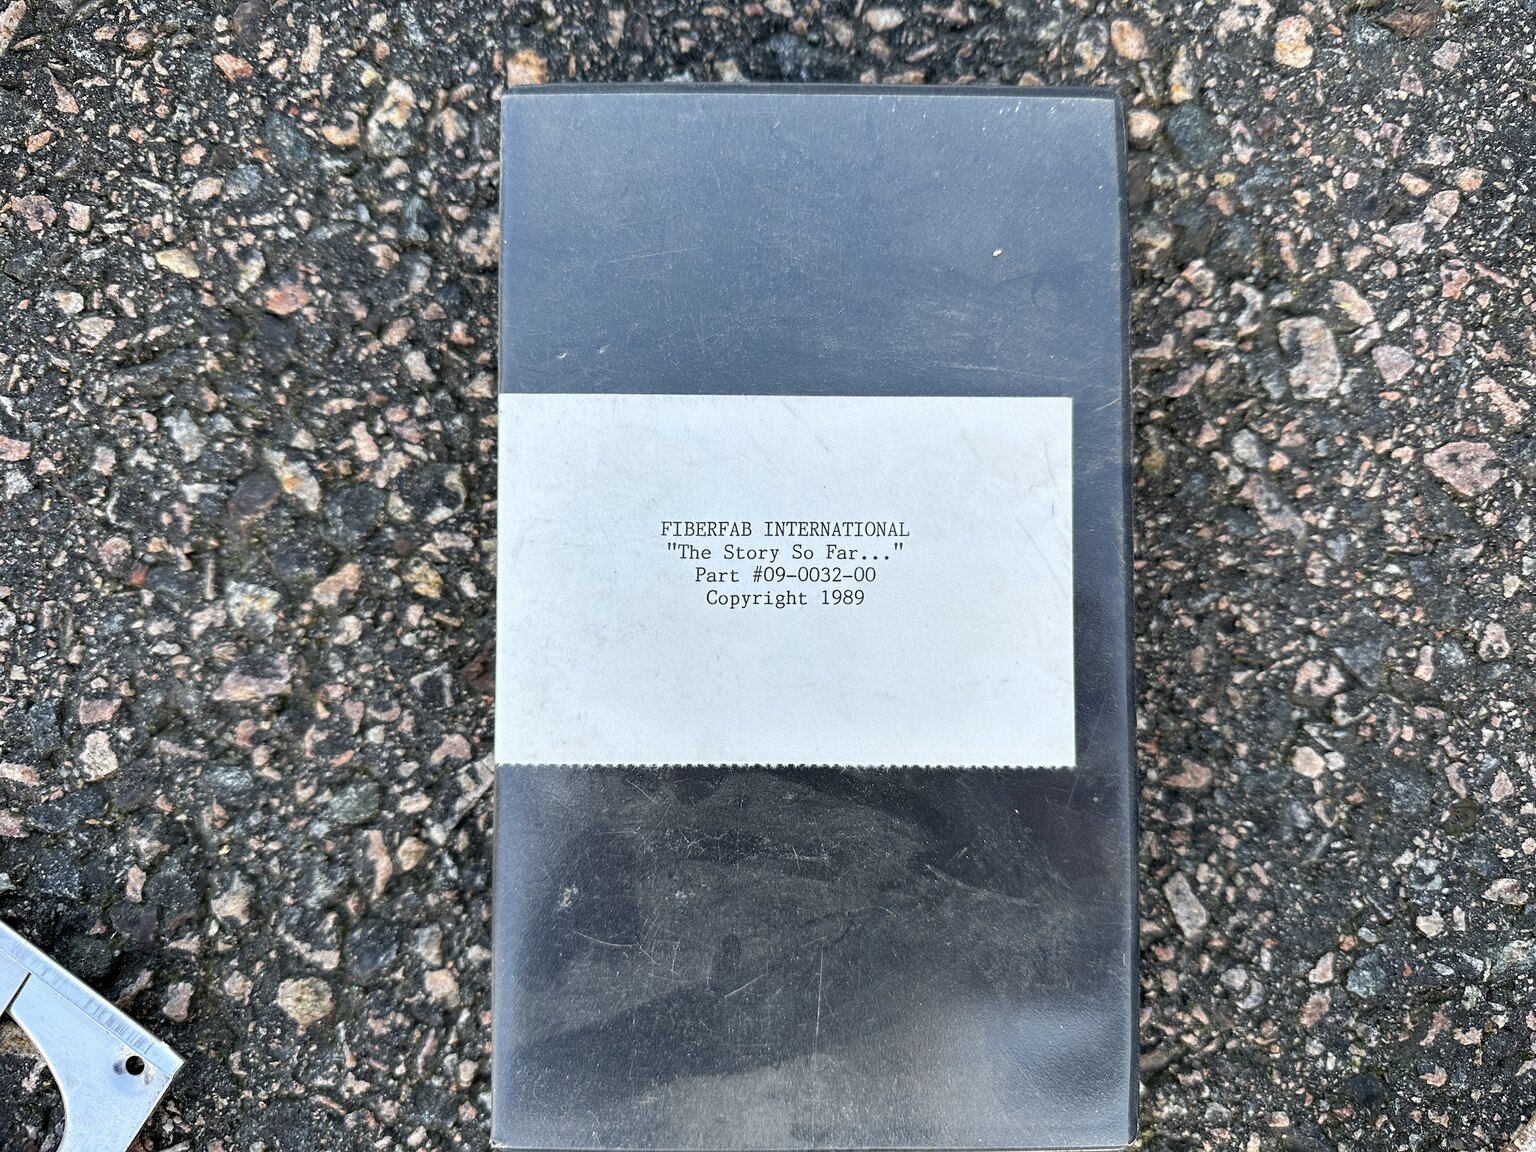 FIBERFAB INTERNATIONAL
"The Story So Far..."
Part #09-0032-00
Copyright 1989